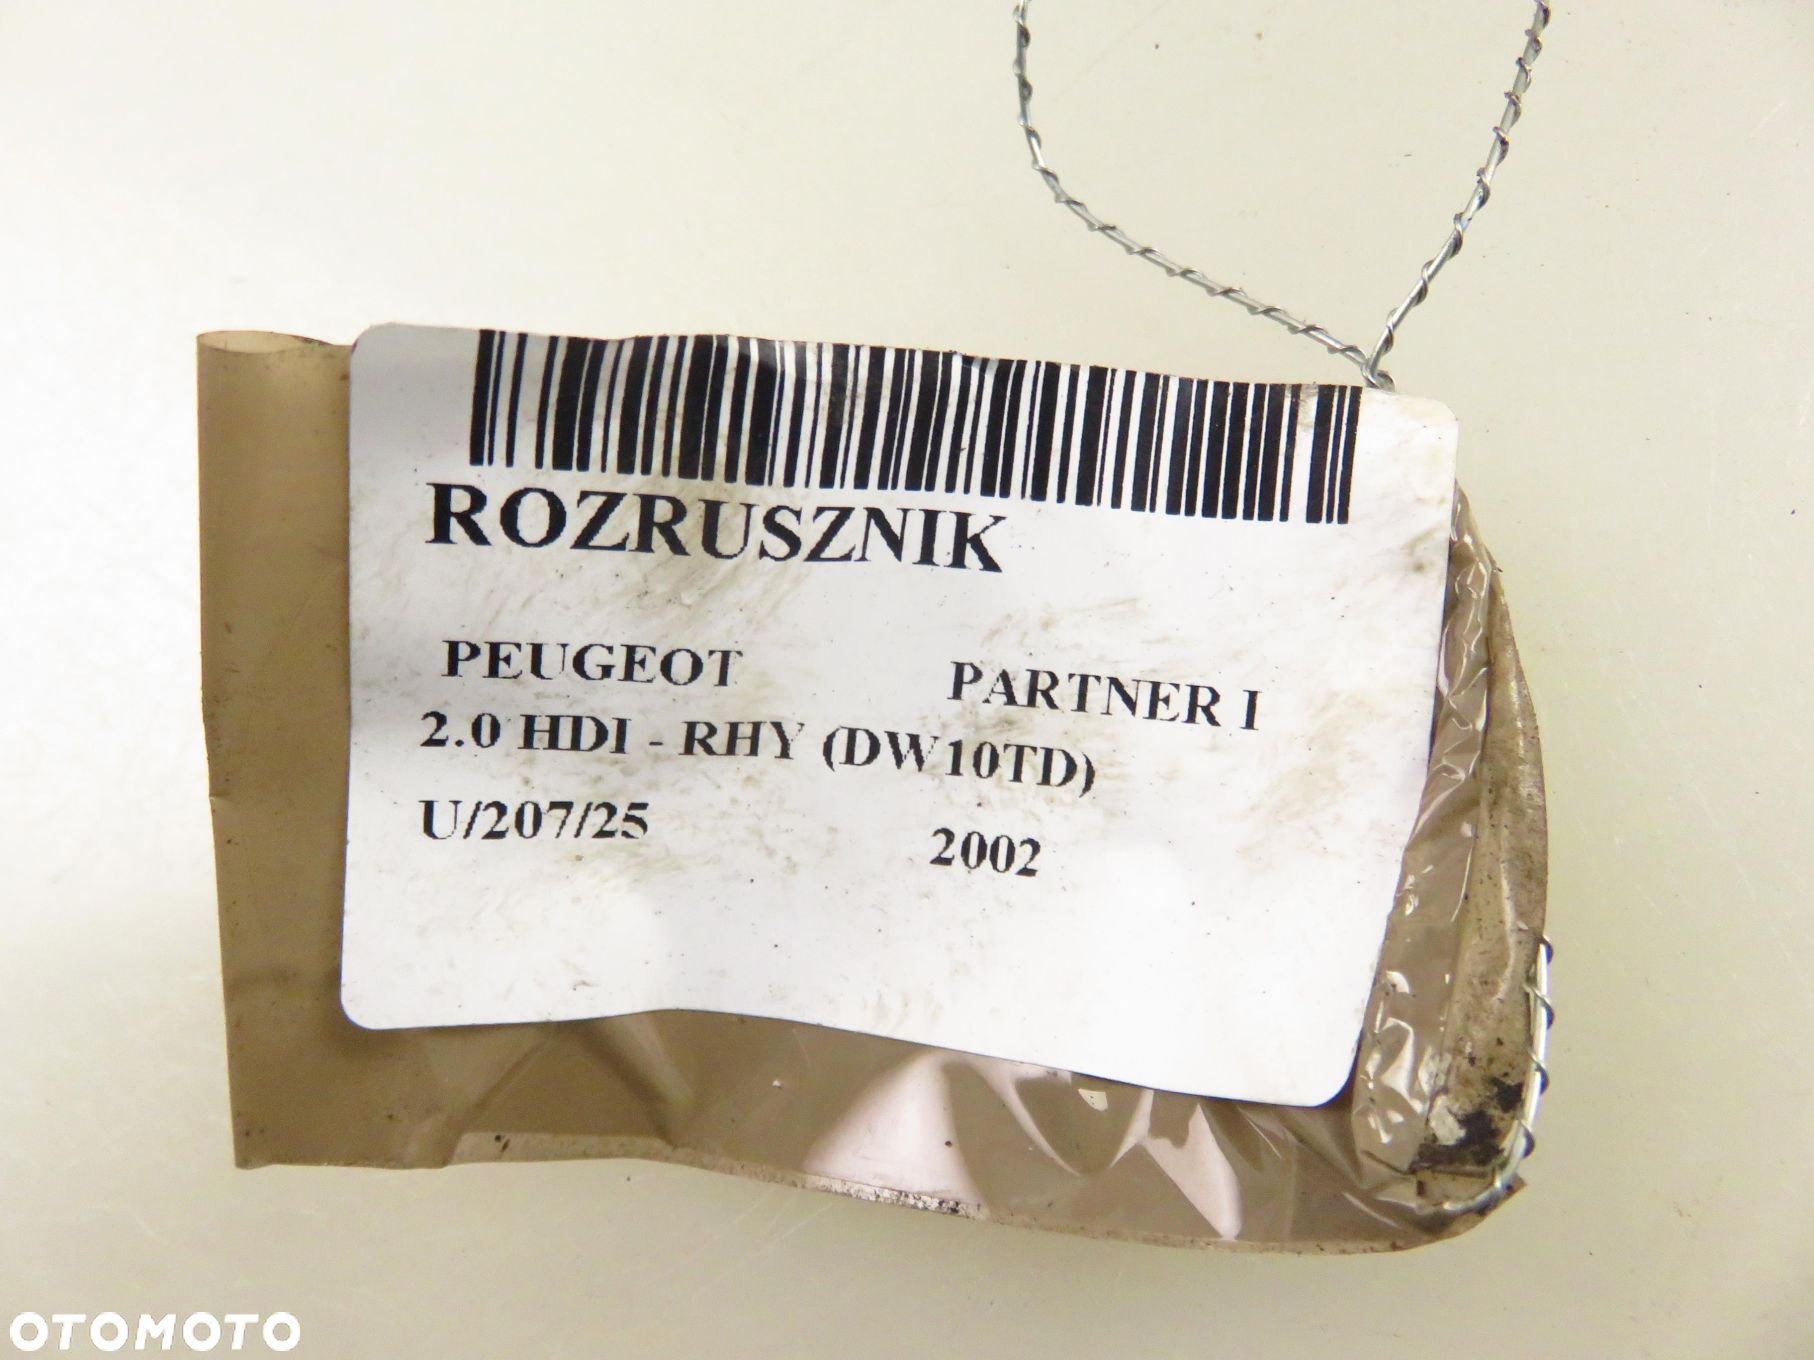 ROZRUSZNIK
PEUGEOT PARTNER I
2.0 HDI - RHY (DW10TD)
U/207/25 2002
OTOMOTO